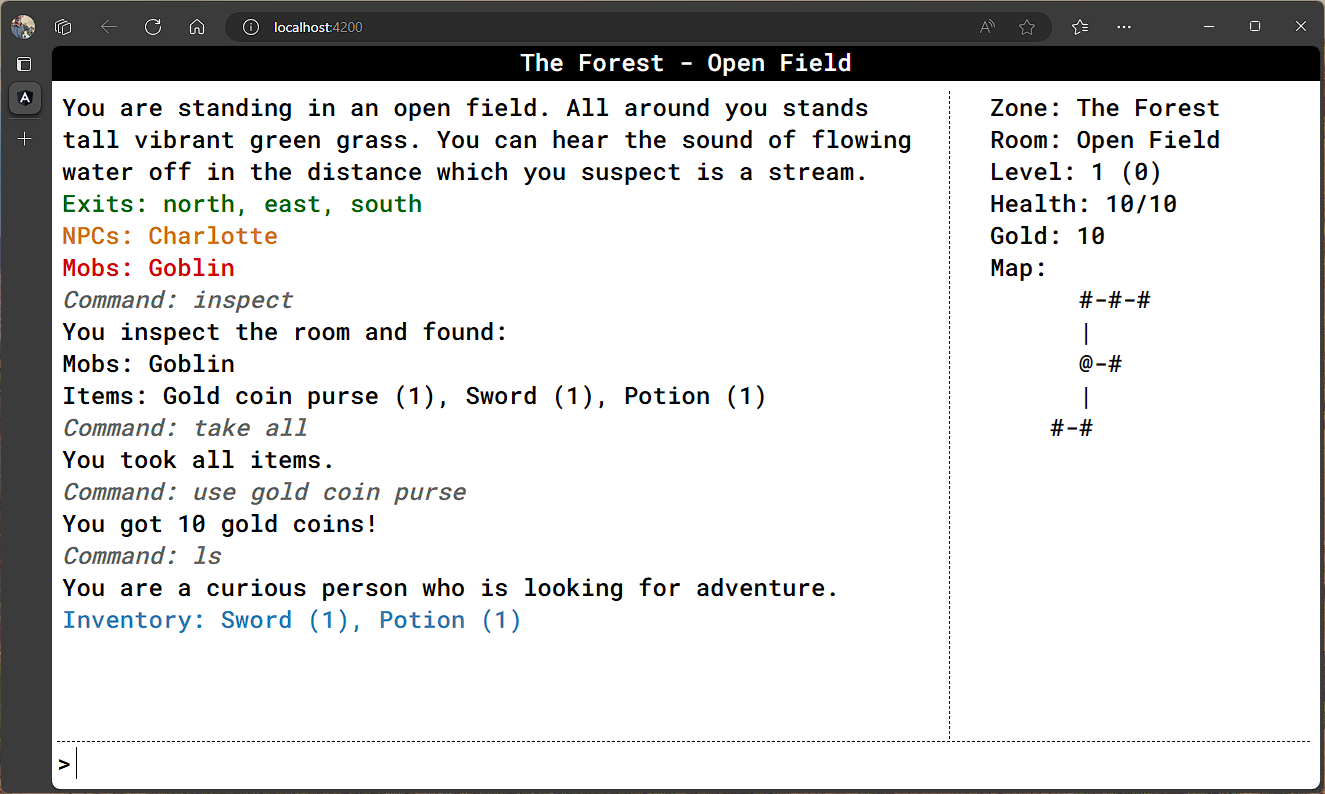 localhost:4200
The Forest - Open Field
You are standing in an open field. All around you stands
tall vibrant green grass. You can hear the sound of flowing
water off in the distance which you suspect is a stream.
Exits: north, east, south
NPCs: Charlotte
Mobs: Goblin
Command: inspect
You inspect the room and found:
Mobs: Goblin
Items: Gold coin purse (1), Sword (1), Potion (1)
Command: take all
You took all items.
Command: use gold coin purse
You got 10 gold coins!
Command: ls
You are a curious person who is looking for adventure.
Inventory: Sword (1), Potion (1)
Zone: The Forest
Room: Open Field
Level: 1 (0)
Health: 10/10
Gold: 10
Map:
      #-#-#
      |
      @-#
      |
    #-#
>